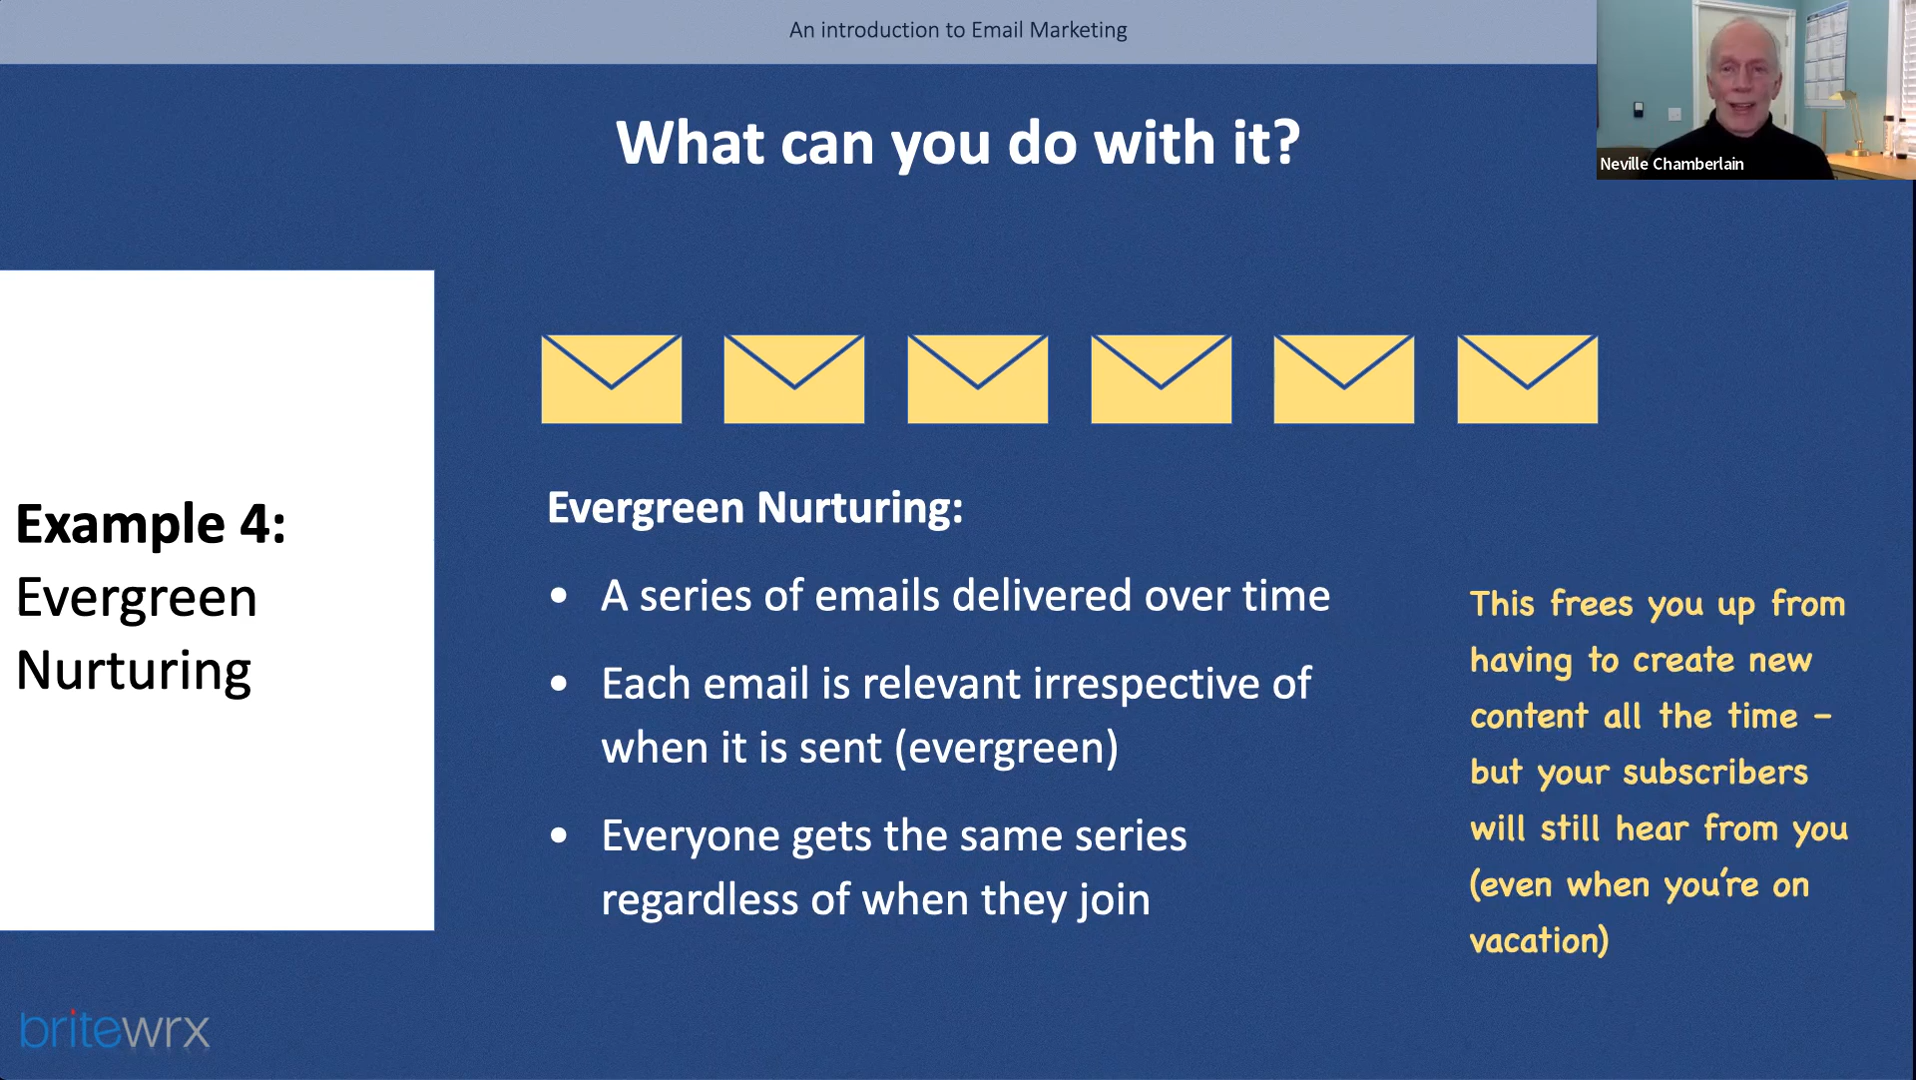 An introduction to Email Marketing
What can you do with it?
Neville Chamberlain
Example 4:
Evergreen
Nurturing
Evergreen Nurturing:
• A series of emails delivered over time
• Each email is relevant irrespective of
when it is sent (evergreen)
• Everyone gets the same series
regardless of when they join
This frees you up from
having to create new
content all the time –
but your subscribers
will still hear from you
(even when you’re on
vacation)
britewrx